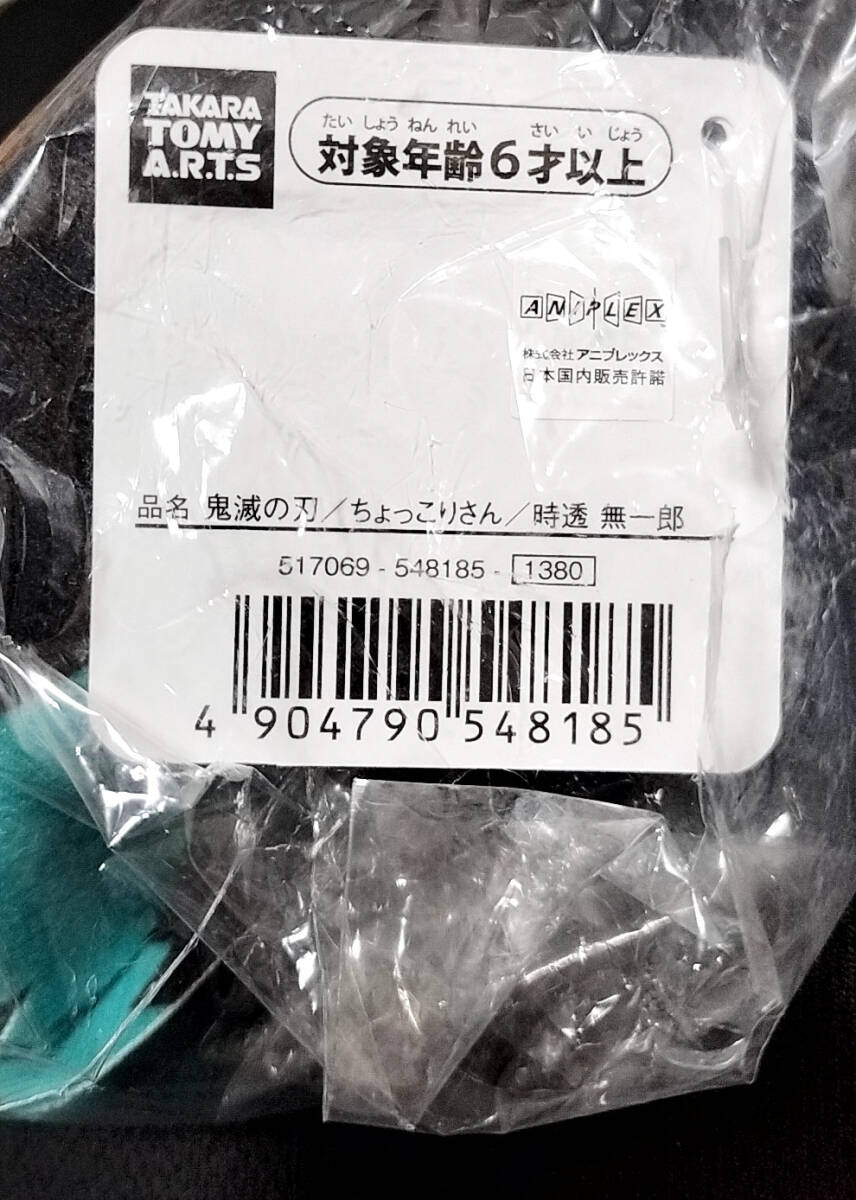 TAKARA
TOMY
A.R.T.S
たい しょう ねん れい さい い じょう
対象年齢6才以上
ANIPLEX
株式会社アニプレックス
日本国内販売許諾
品名 鬼滅の刃/ちょっこりさん/時透 無一郎
517069 - 548185 - 1380
4 904790 548185